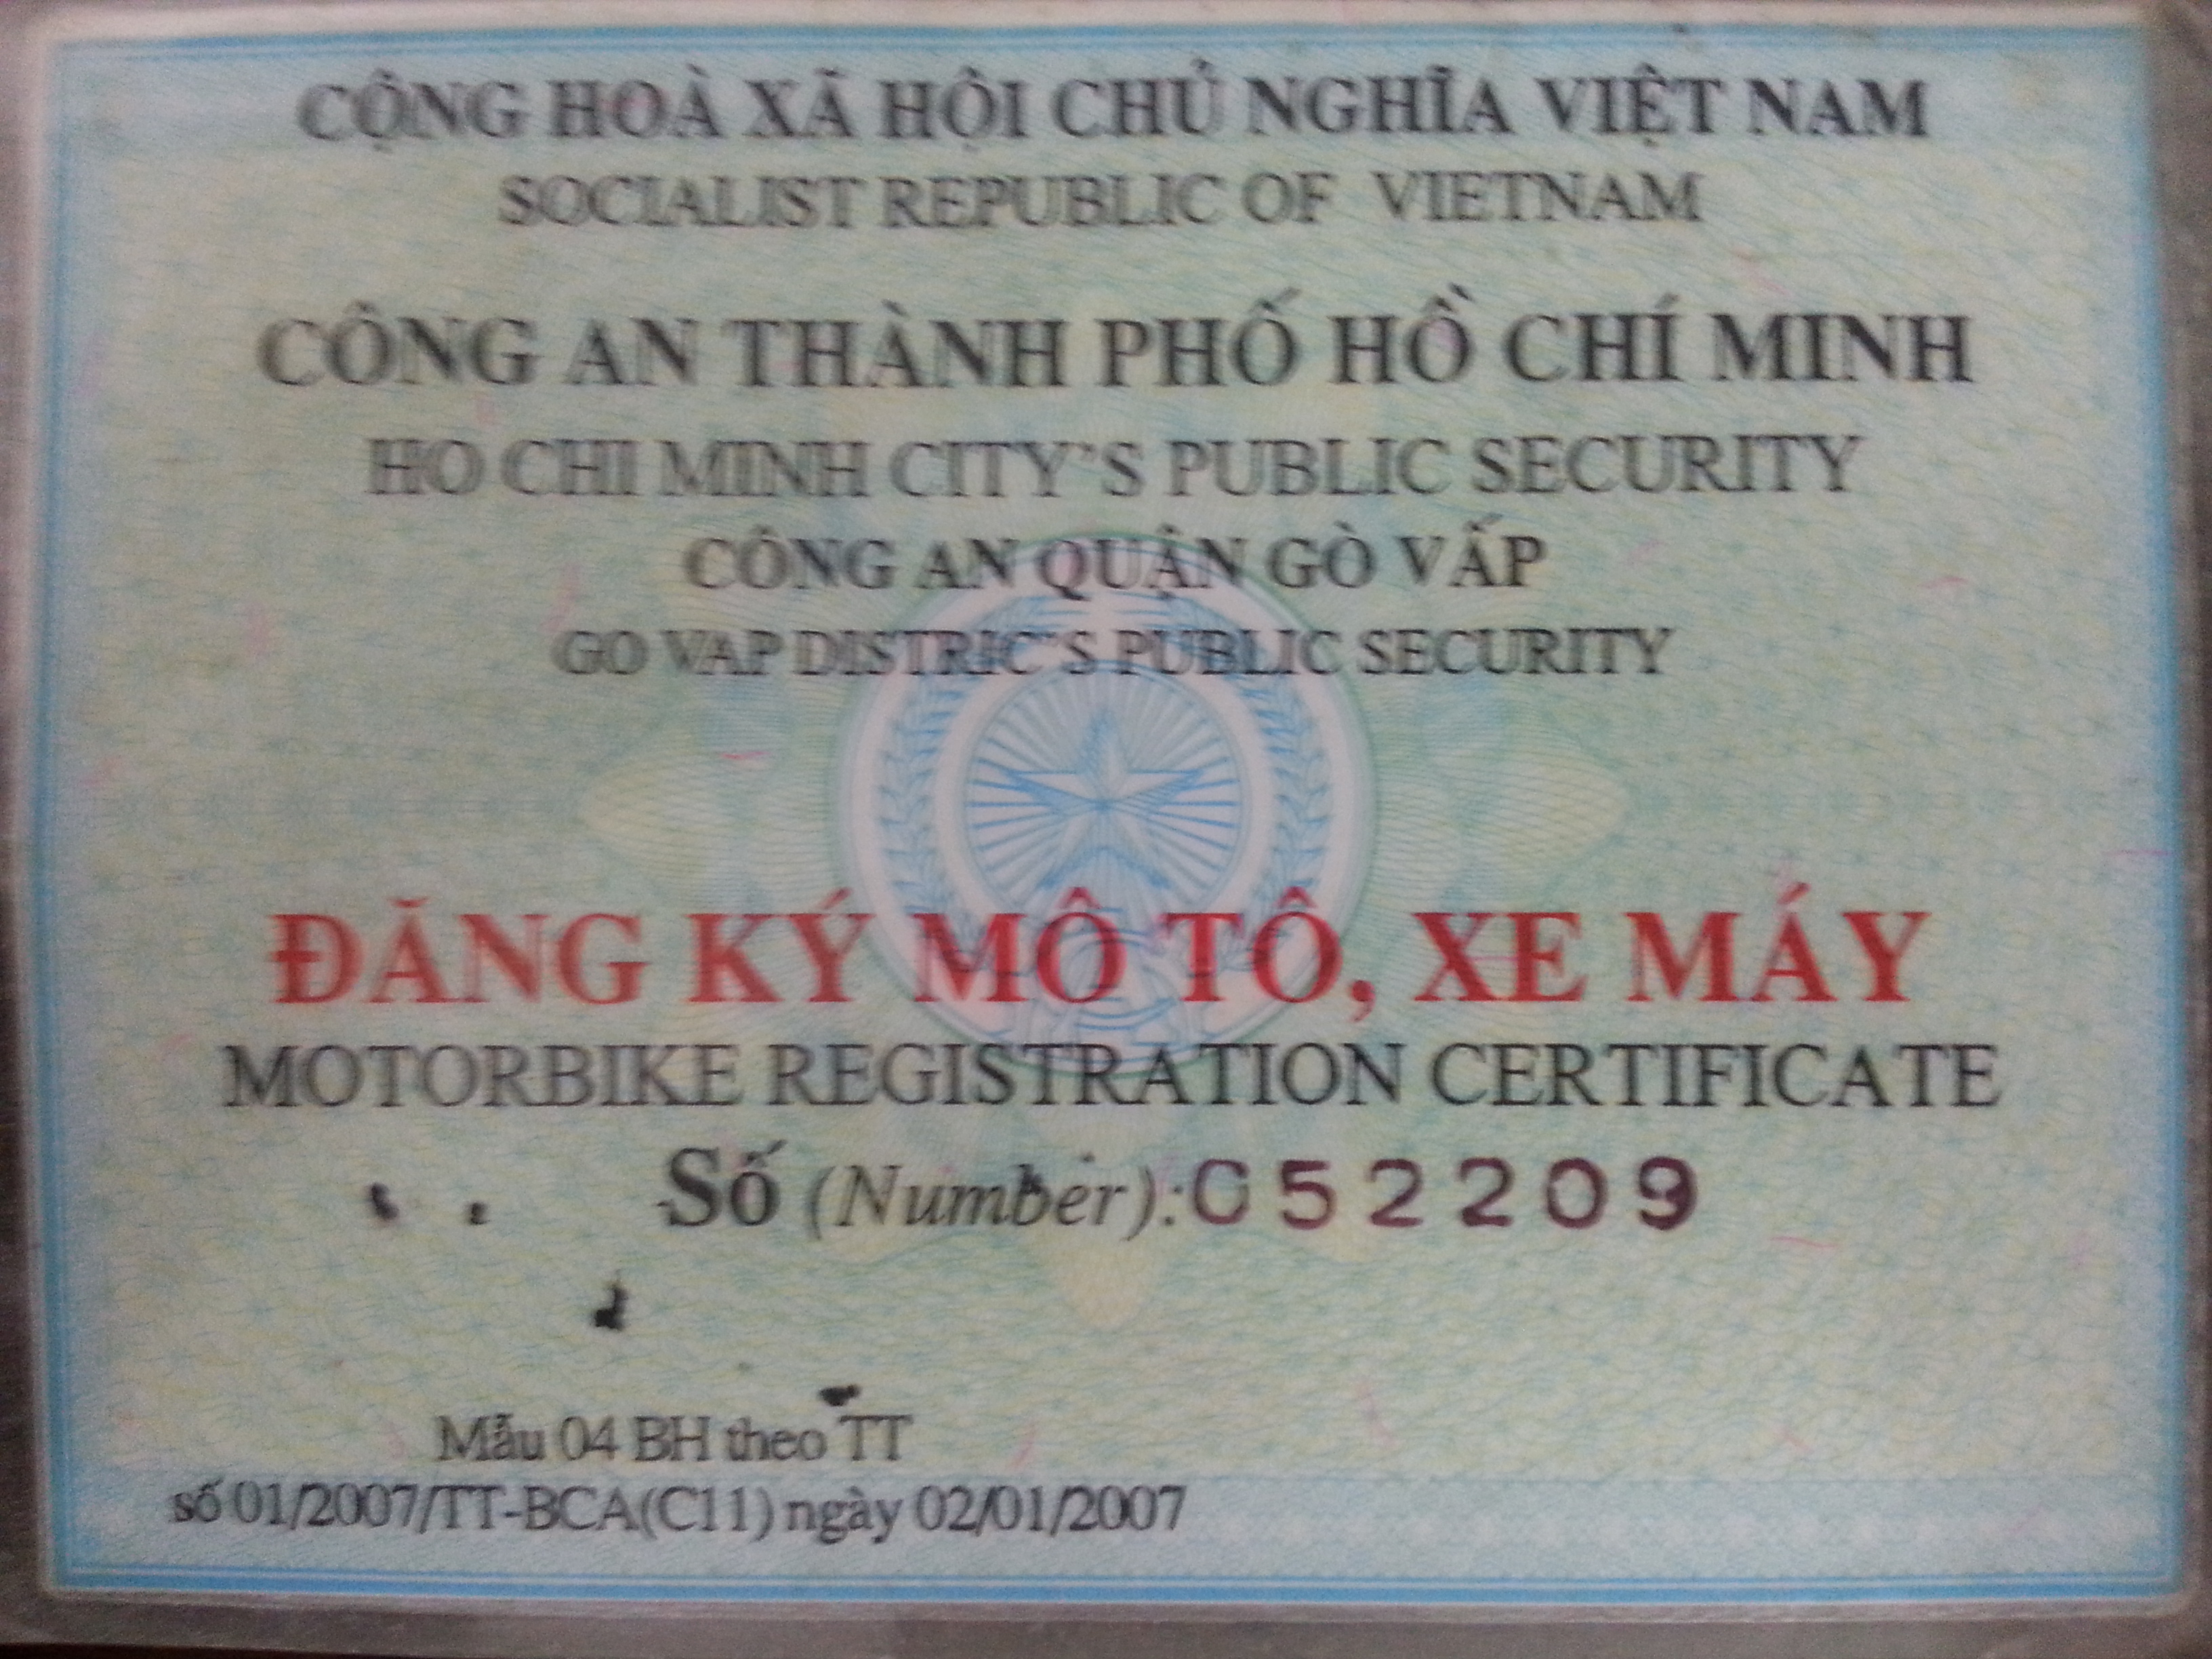 CỘNG HOÀ XÃ HỘI CHỦ NGHĨA VIỆT NAM
SOCIALIST REPUBLIC OF VIETNAM
CÔNG AN THÀNH PHỐ HỒ CHÍ MINH
HO CHI MINH CITY'S PUBLIC SECURITY
CÔNG AN QUẬN GÒ VẤP
GO VAP DISTRIC'S PUBLIC SECURITY
ĐĂNG KÝ MÔ TÔ, XE MÁY
MOTORBIKE REGISTRATION CERTIFICATE
Số (Number): 052209
Mẫu 04 BH theo TT
số 01/2007/TT-BCA(C11) ngày 02/01/2007